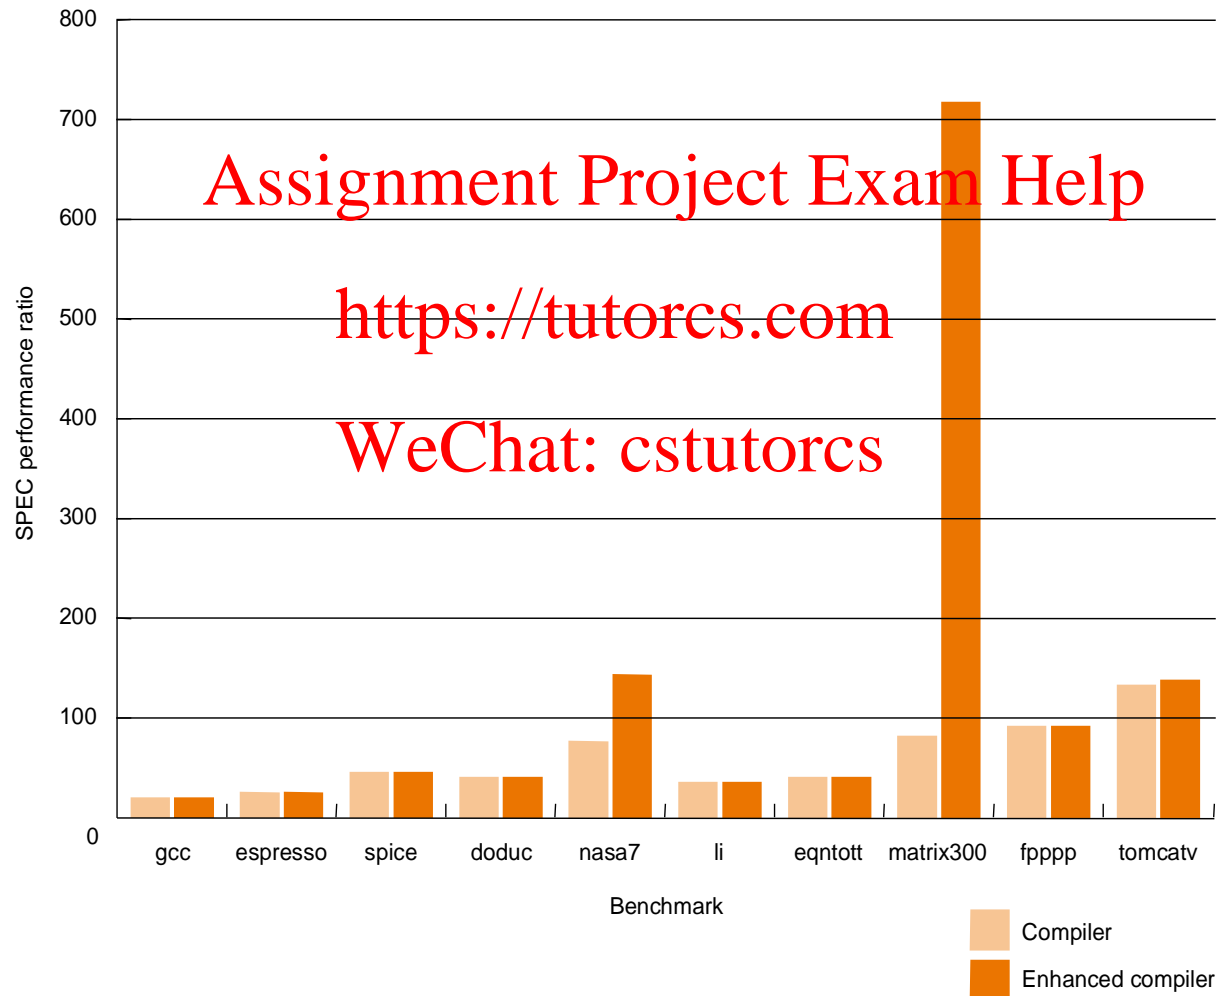 800
700
600
500
400
300
200
100
0
SPEC performance ratio
Assignment Project Exam Help
https://tutorcs.com
WeChat: cstutorcs
gcc espresso spice doduc nasa7 li eqntott matrix300 fpppp tomcatv
Benchmark
Compiler
Enhanced compiler